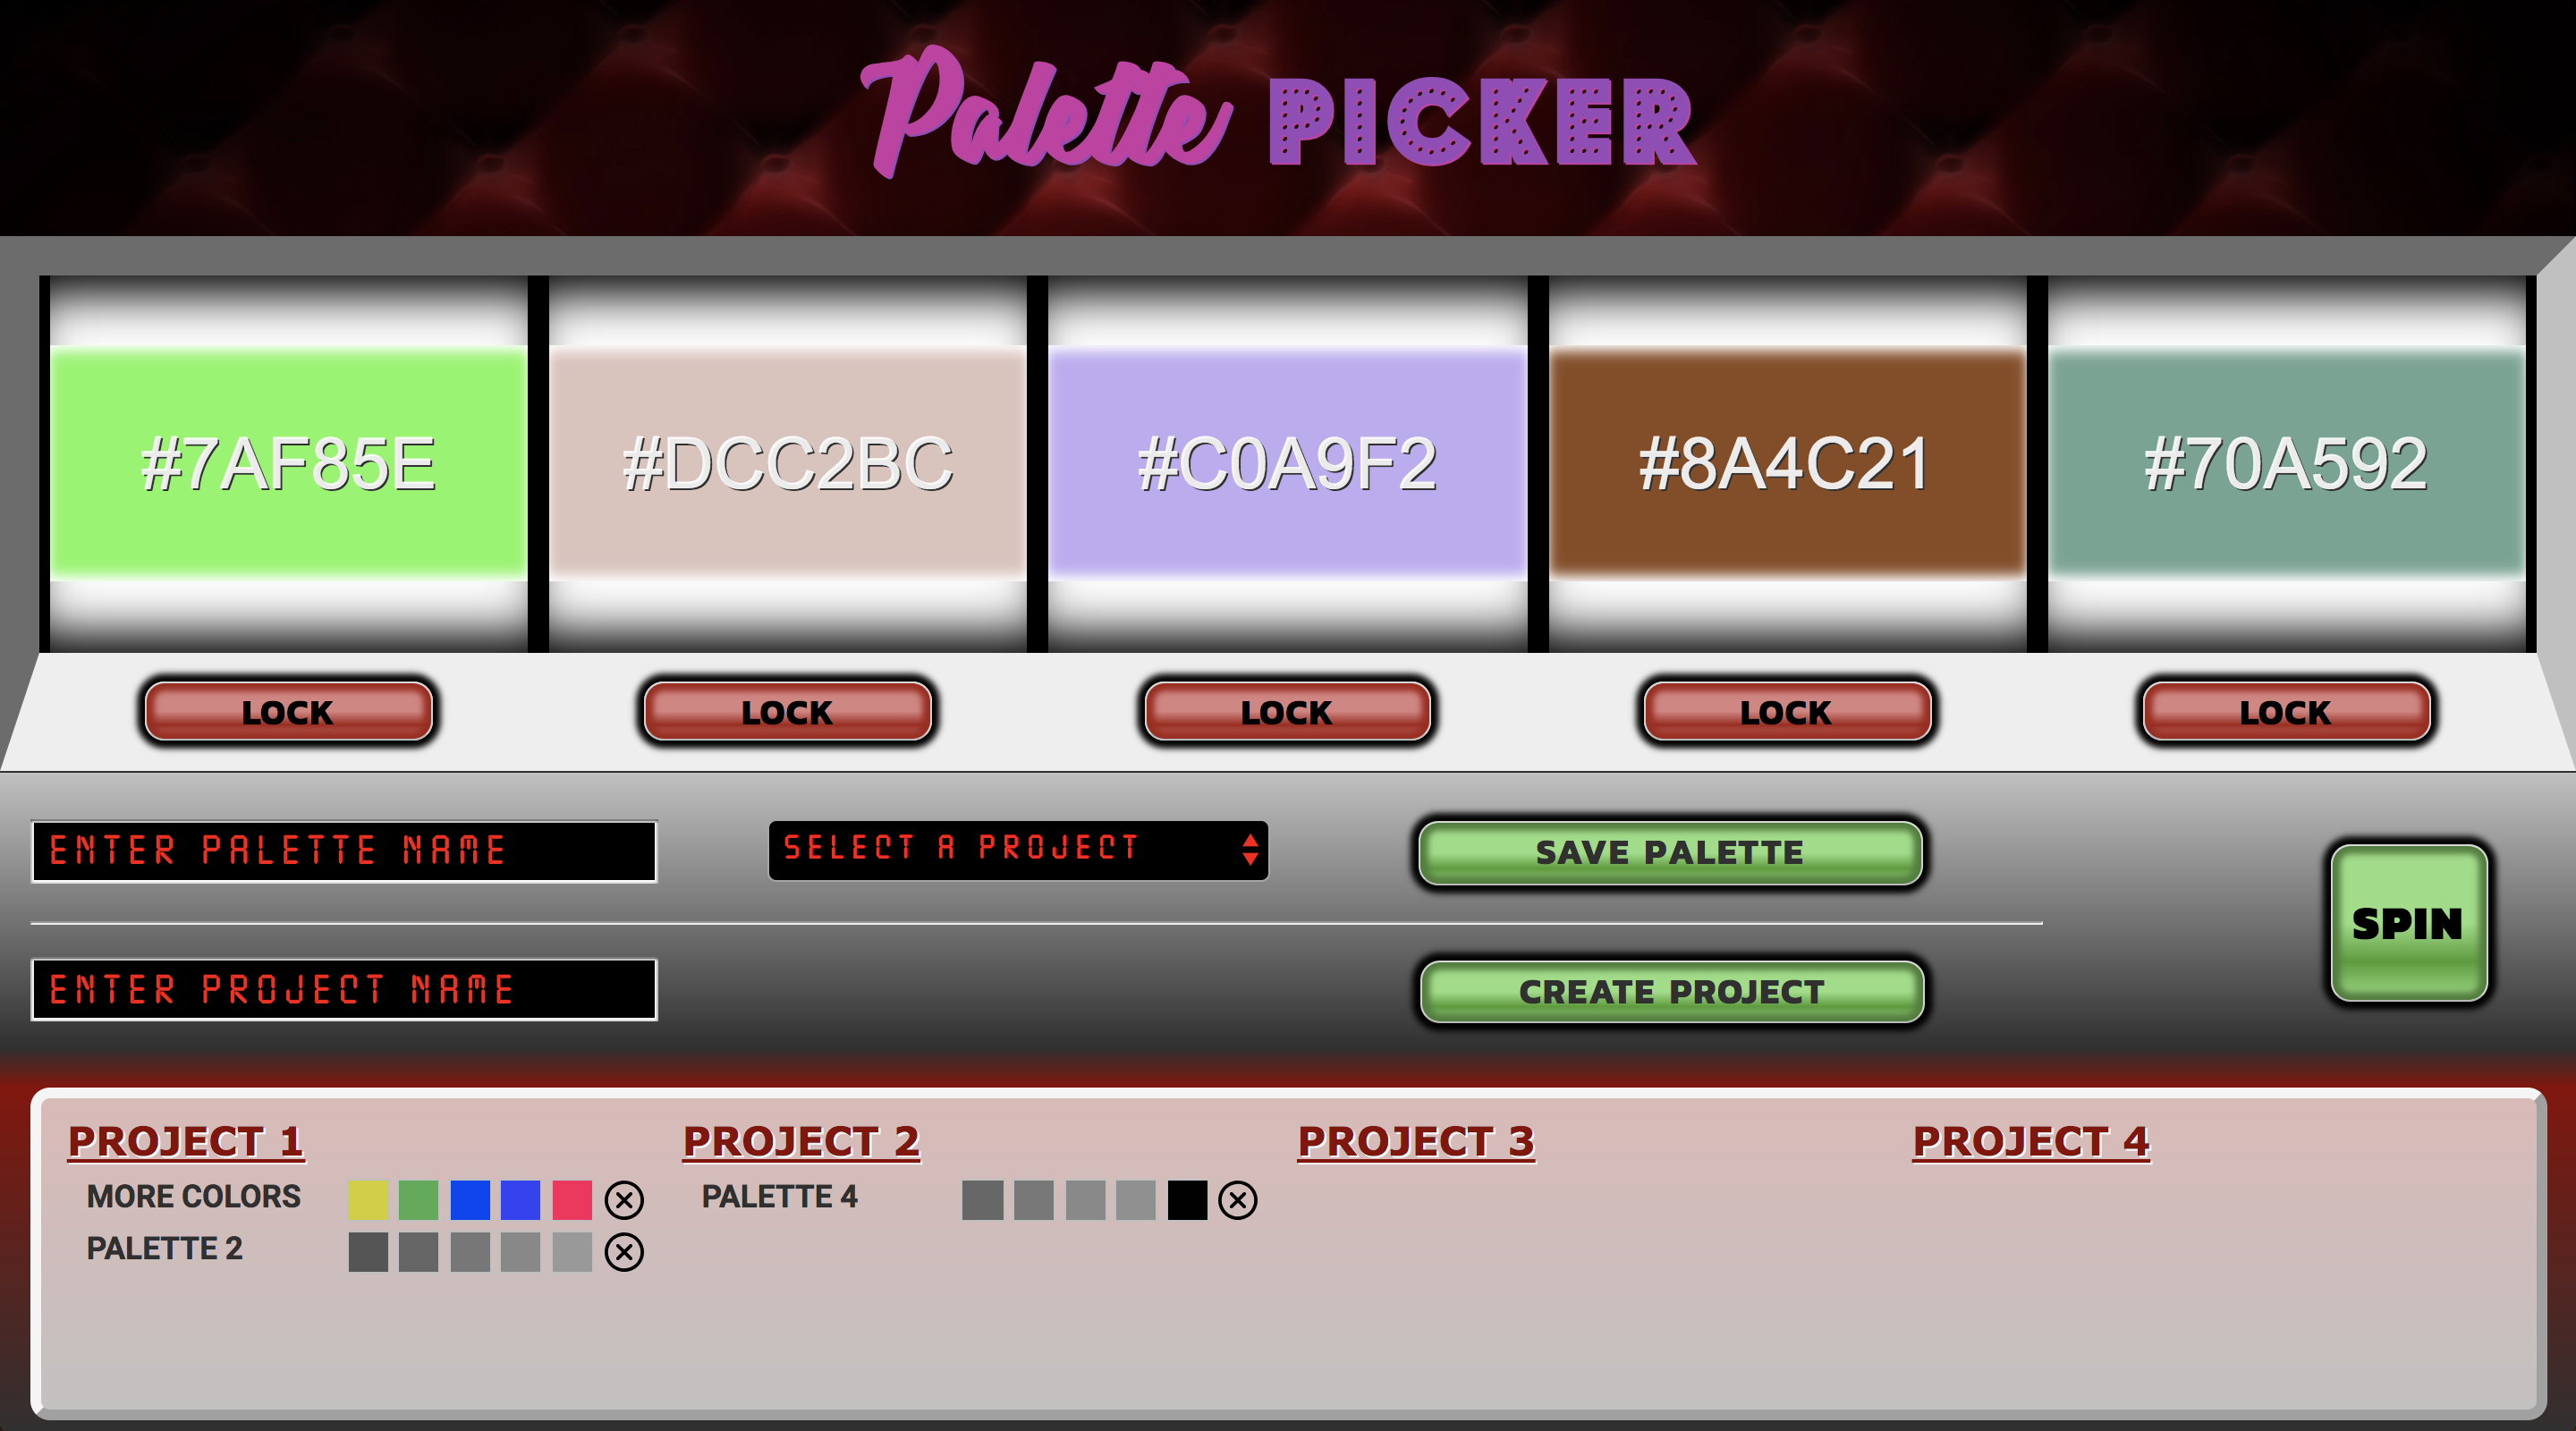 Palette PICKER
#7AF85E #DCC2BC #C0A9F2 #8A4C21 #70A592
LOCK LOCK LOCK LOCK LOCK
ENTER PALETTE NAME SELECT A PROJECT SAVE PALETTE
SPIN
ENTER PROJECT NAME CREATE PROJECT
PROJECT 1 PROJECT 2 PROJECT 3 PROJECT 4
MORE COLORS PALETTE 4
PALETTE 2